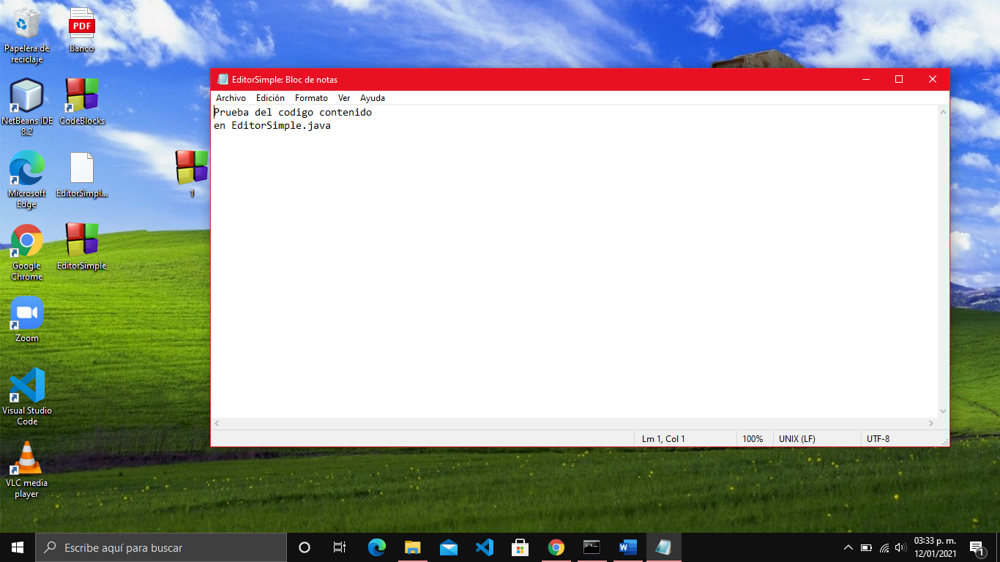 Papelera de
reciclaje
PDF
Banco
NetBeans IDE
8.2
CodeBlocks
Microsoft
Edge
EditorSimpl...
1
Google
Chrome
EditorSimple
Zoom
Visual Studio
Code
VLC media
player
EditorSimple: Bloc de notas
Archivo Edición Formato Ver Ayuda
Prueba del codigo contenido
en EditorSimple.java
Lm 1, Col 1 100% UNIX (LF) UTF-8
Escribe aquí para buscar
03:33 p. m.
12/01/2021
1